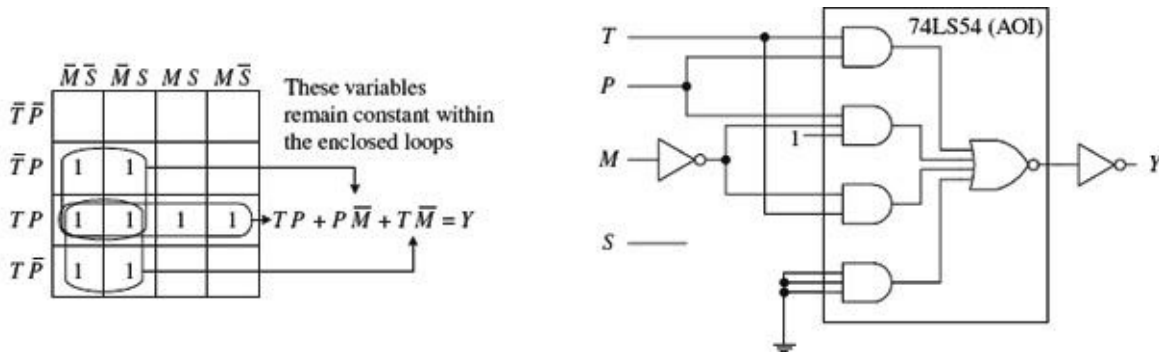 M̄ S̄ M̄ S M S M S̄
T̄ P̄
T̄ P 1 1
T P 1 1 1 1
T P̄ 1 1
These variables
remain constant within
the enclosed loops
T P + P M̄ + T M̄ = Y
74LS54 (AOI)
T
P
1
M
Y
S